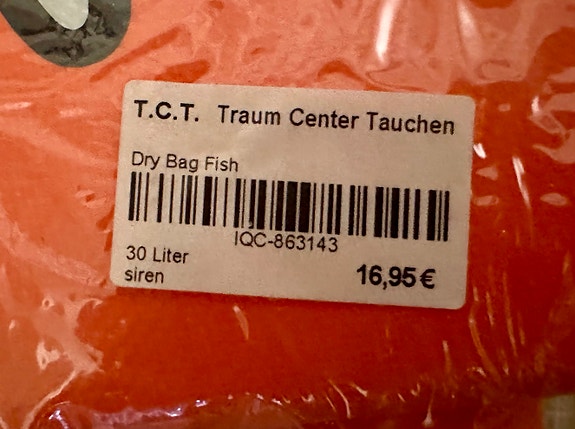 T.C.T. Traum Center Tauchen
Dry Bag Fish
IQC-863143
30 Liter
siren
16,95€